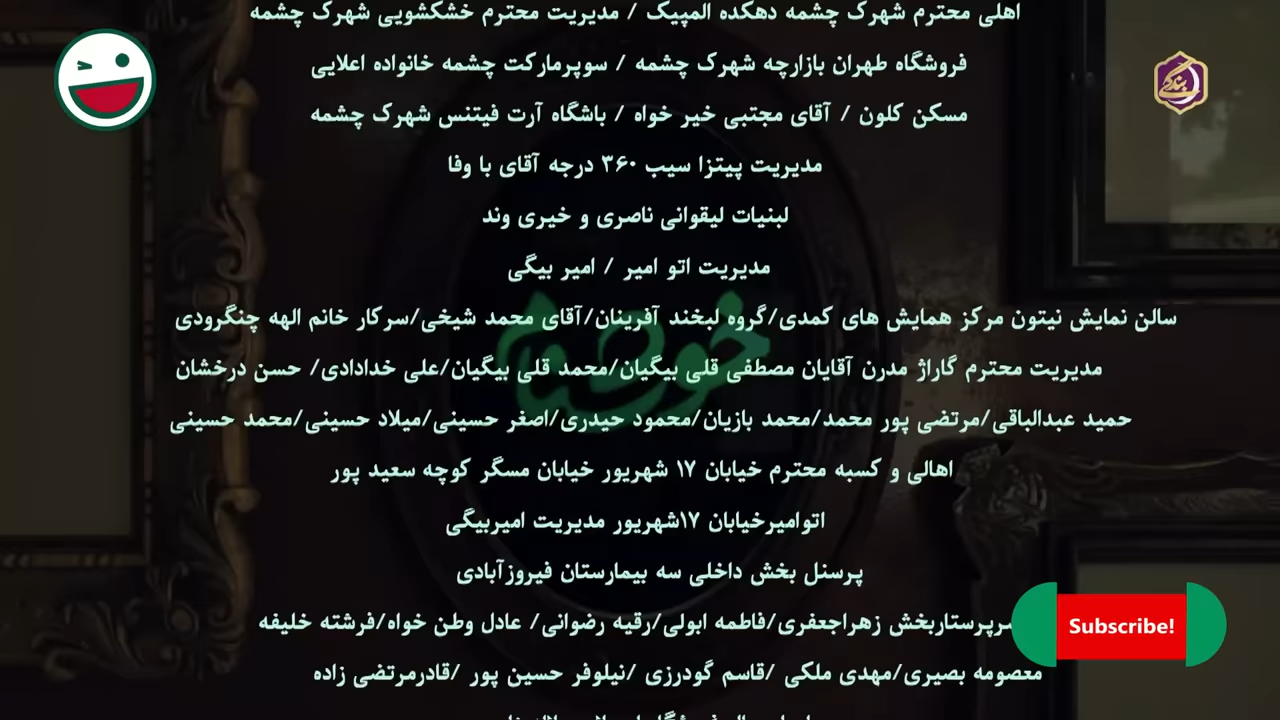 اهلی محترم شهرک چشمه دهکده المپیک / مدیریت محترم خشکشویی شهرک چشمه
فروشگاه طهران بازارچه شهرک چشمه / سوپرمارکت چشمه خانواده اعلایی
مسکن کلون / آقای مجتبی خیر خواه / باشگاه آرت فیتنس شهرک چشمه
مدیریت پیتزا سیب ۳۶۰ درجه آقای با وفا
لبنیات لیقوانی ناصری و خیری وند
مدیریت اتو امیر / امیر بیگی
سالن نمایش نیتون مرکز همایش های کمدی/گروه لبخند آفرینان/آقای محمد شیخی/سرکار خانم الهه چنگرودی
مدیریت محترم گاراژ مدرن آقایان مصطفی قلی بیگیان/محمد قلی بیگیان/علی خدادادی/ حسن درخشان
حمید عبدالباقی/مرتضی پور محمد/محمد بازیان/محمود حیدری/اصغر حسینی/میلاد حسینی/محمد حسینی
اهالی و کسبه محترم خیابان ۱۷ شهریور خیابان مسگر کوچه سعید پور
اتوامیرخیابان ۱۷شهریور مدیریت امیربیگی
پرسنل بخش داخلی سه بیمارستان فیروزآبادی
سرپرستاربخش زهراجعفری/فاطمه ابولی/رقیه رضوانی/ عادل وطن خواه/فرشته خلیفه
معصومه بصیری/مهدی ملکی /قاسم گودرزی /نیلوفر حسین پور /قادرمرتضی زاده
Subscribe!